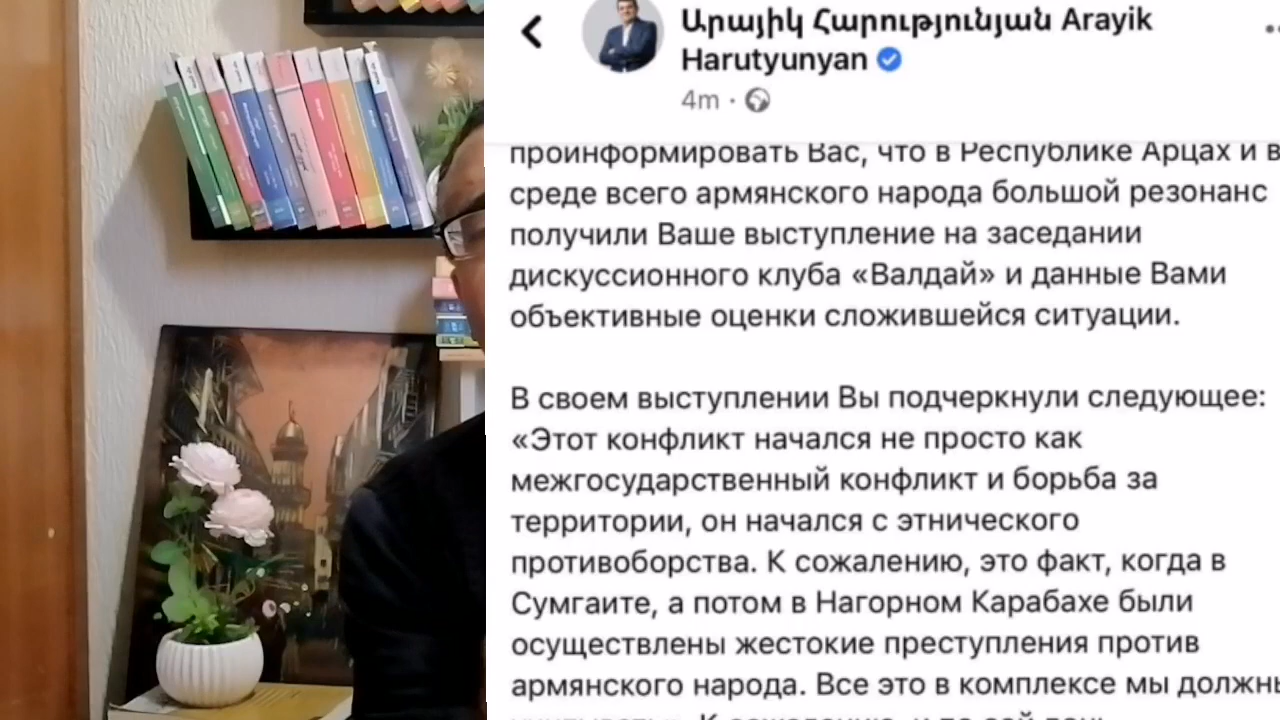 Արայիկ Հարությունյան Arayik
Harutyunyan
4m
проинформировать Вас, что в Республике Арцах и в
среде всего армянского народа большой резонанс
получили Ваше выступление на заседании
дискуссионного клуба «Валдай» и данные Вами
объективные оценки сложившейся ситуации.
В своем выступлении Вы подчеркнули следующее:
«Этот конфликт начался не просто как
межгосударственный конфликт и борьба за
территории, он начался с этнического
противоборства. К сожалению, это факт, когда в
Сумгаите, а потом в Нагорном Карабахе были
осуществлены жестокие преступления против
армянского народа. Все это в комплексе мы должны